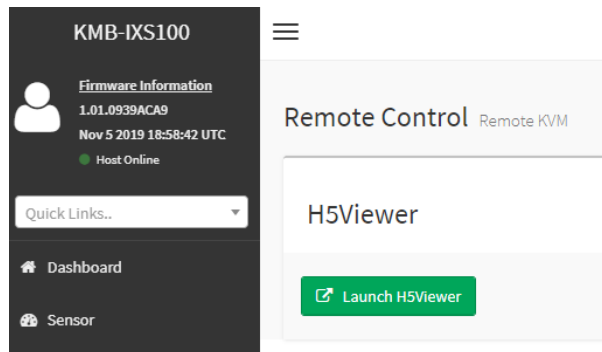 KMB-IXS100
Firmware Information
1.01.0939ACA9
Nov 5 2019 18:58:42 UTC
Host Online
Quick Links..
Dashboard
Sensor
Remote Control Remote KVM
H5Viewer
Launch H5Viewer